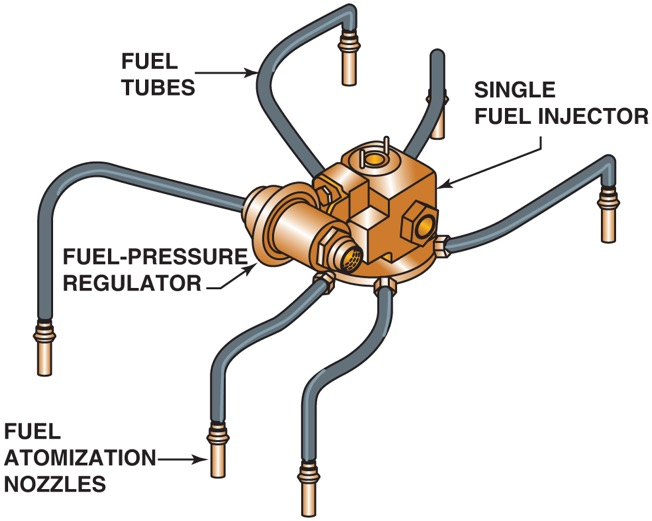 FUEL
TUBES
SINGLE
FUEL INJECTOR
FUEL-PRESSURE
REGULATOR
FUEL
ATOMIZATION
NOZZLES